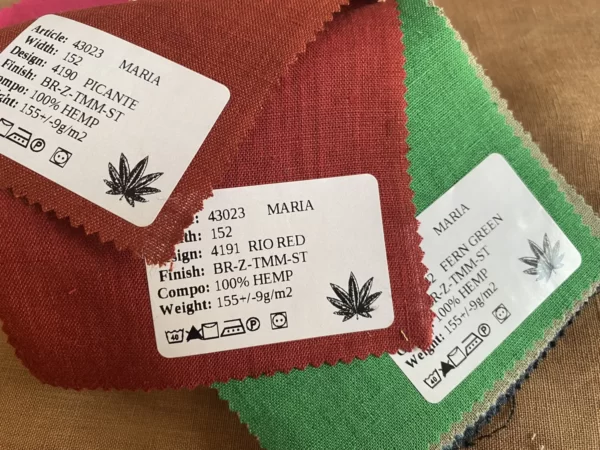 Article: 43023 MARIA
Width: 152
Design: 4190 PICANTE
Finish: BR-Z-TMM-ST
Compo: 100% HEMP
155+/-9g/m2
43023 MARIA
152
4191 RIO RED
Finish: BR-Z-TMM-ST
Compo: 100% HEMP
Weight: 155+/-9g/m2
40
P
MARIA
FERN GREEN
BR-Z-TMM-ST
100% HEMP
Weight: 155+/-9g/m2
40
P